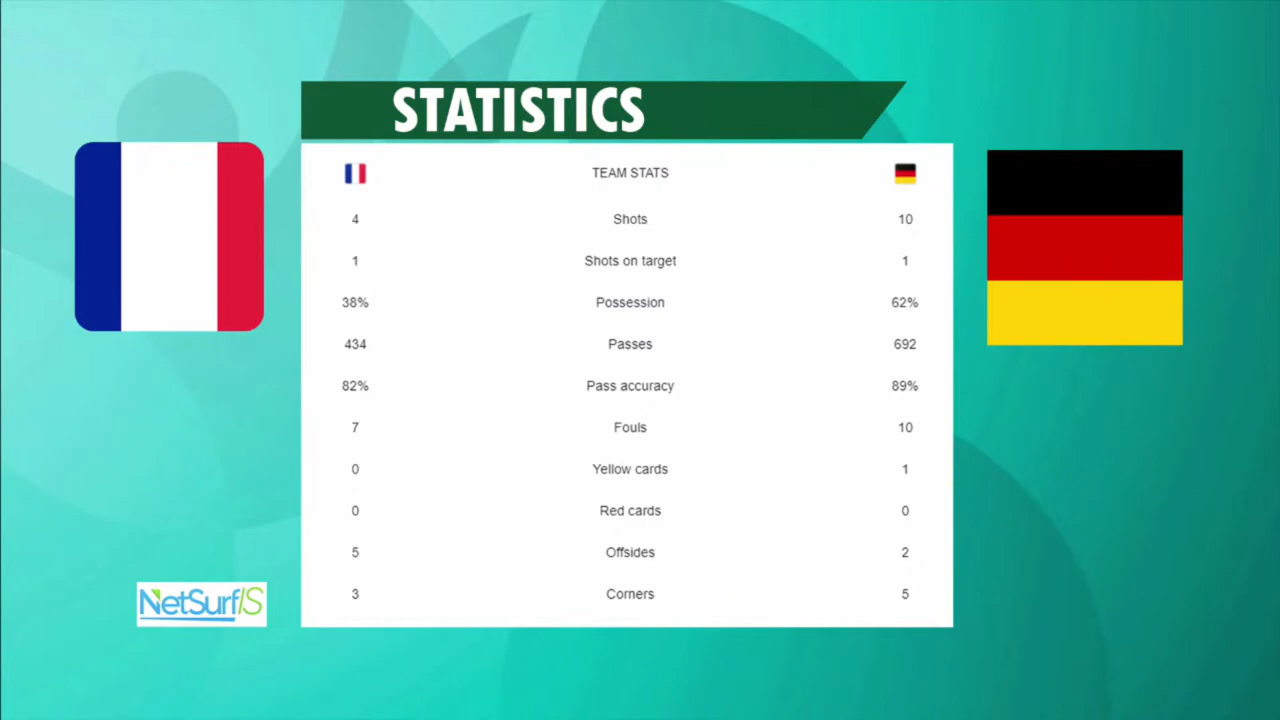 STATISTICS
TEAM STATS
4 Shots 10
1 Shots on target 1
38% Possession 62%
434 Passes 692
82% Pass accuracy 89%
7 Fouls 10
0 Yellow cards 1
0 Red cards 0
5 Offsides 2
3 Corners 5
NetSurf/S